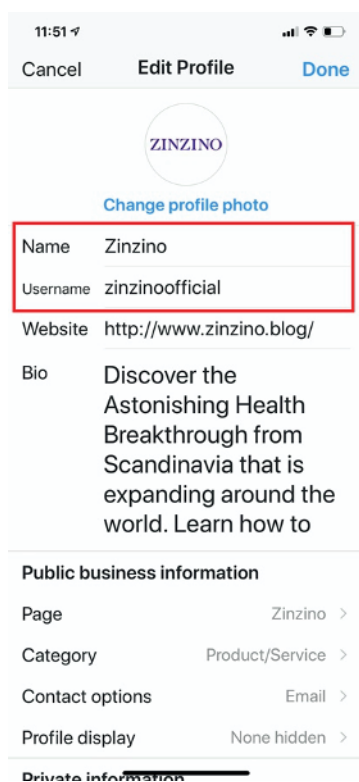 11:51
Cancel Edit Profile Done
ZINZINO
Change profile photo
Name Zinzino
Username zinzinoofficial
Website http://www.zinzino.blog/
Bio Discover the
Astonishing Health
Breakthrough from
Scandinavia that is
expanding around the
world. Learn how to
Public business information
Page Zinzino >
Category Product/Service >
Contact options Email >
Profile display None hidden >
Private information